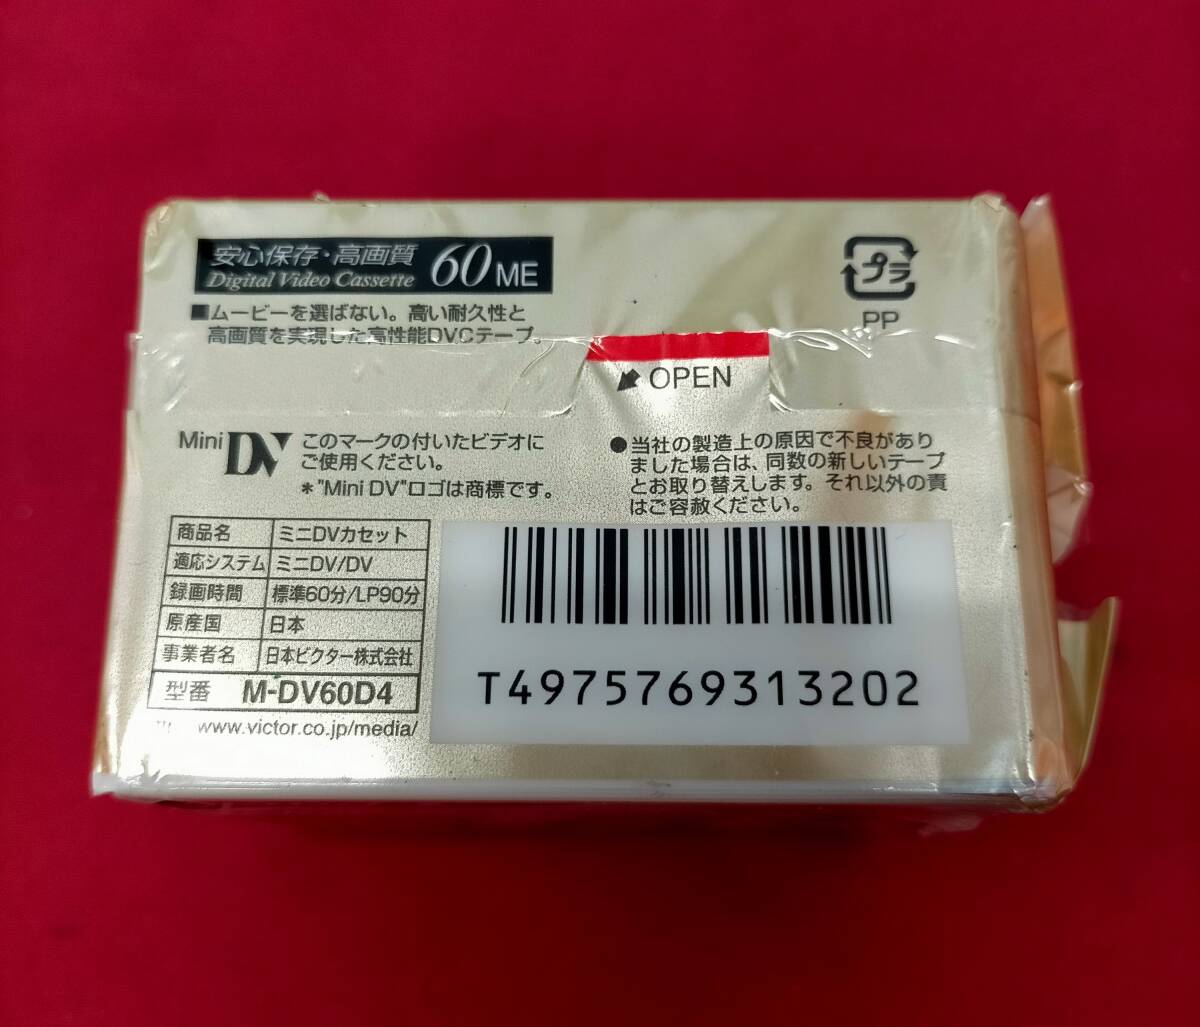 安心保存・高画質
Digital Video Cassette 60 ME
■ムービーを選ばない。高い耐久性と
高画質を実現した高性能DVCテープ。
プラ
PP
OPEN
Mini DV
このマークの付いたビデオに
ご使用ください。
*"Mini DV"ロゴは商標です。
●当社の製造上の原因で不良があり
ました場合は、同数の新しいテープ
とお取り替えします。それ以外の責
はご容赦ください。
商品名 ミニDVカセット
適応システム ミニDV/DV
録画時間 標準60分/LP90分
原産国 日本
事業者名 日本ビクター株式会社
型番 M-DV60D4
www.victor.co.jp/media/
T4975769313202